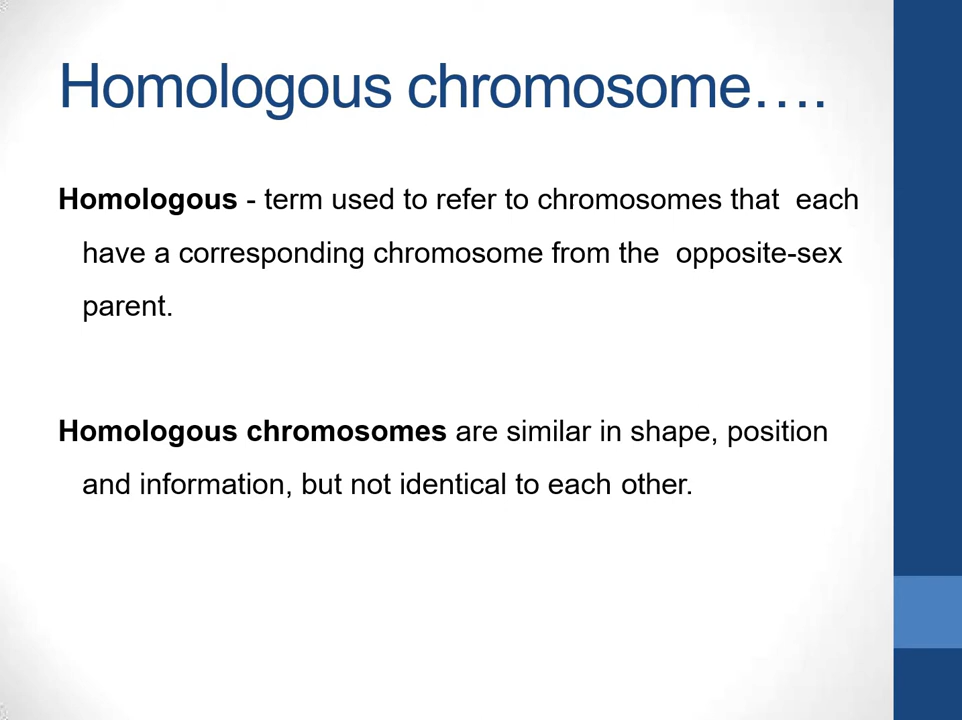 Homologous chromosome….
Homologous - term used to refer to chromosomes that each
have a corresponding chromosome from the opposite-sex
parent.
Homologous chromosomes are similar in shape, position
and information, but not identical to each other.